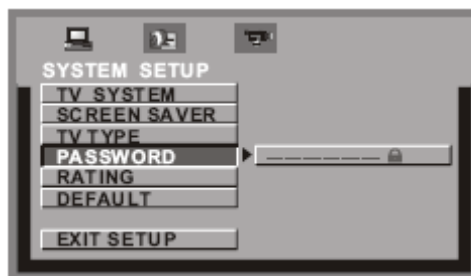 SYSTEM SETUP
TV SYSTEM
SCREEN SAVER
TV TYPE
PASSWORD
RATING
DEFAULT
EXIT SETUP